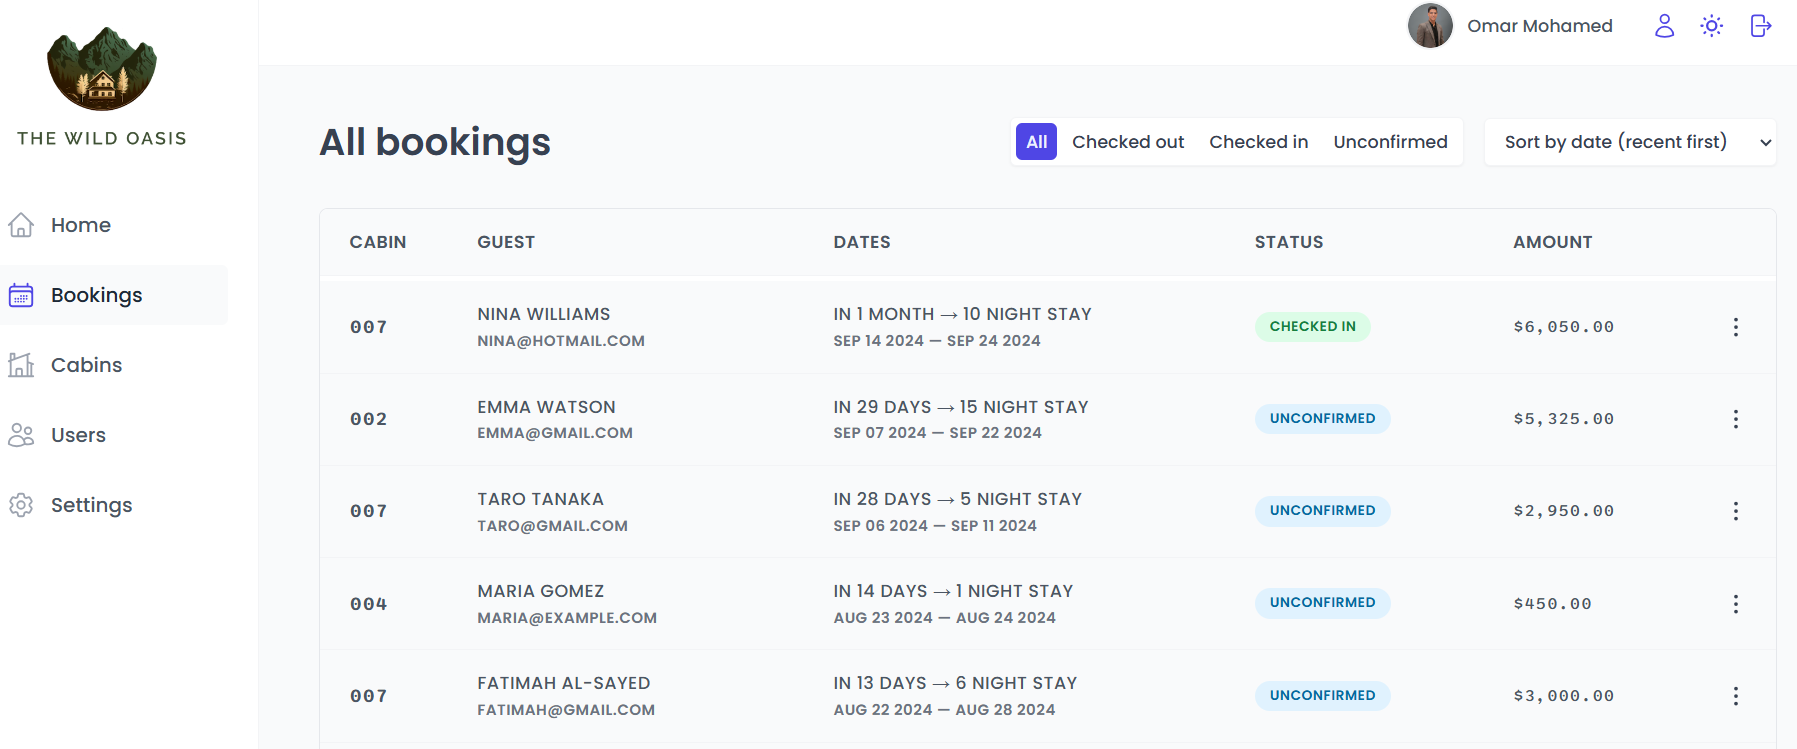 THE WILD OASIS
Omar Mohamed
Home
Bookings
Cabins
Users
Settings
All bookings
All Checked out Checked in Unconfirmed
Sort by date (recent first)
CABIN GUEST DATES STATUS AMOUNT
007 NINA WILLIAMS IN 1 MONTH → 10 NIGHT STAY CHECKED IN $6,050.00
NINA@HOTMAIL.COM SEP 14 2024 — SEP 24 2024
002 EMMA WATSON IN 29 DAYS → 15 NIGHT STAY UNCONFIRMED $5,325.00
EMMA@GMAIL.COM SEP 07 2024 — SEP 22 2024
007 TARO TANAKA IN 28 DAYS → 5 NIGHT STAY UNCONFIRMED $2,950.00
TARO@GMAIL.COM SEP 06 2024 — SEP 11 2024
004 MARIA GOMEZ IN 14 DAYS → 1 NIGHT STAY UNCONFIRMED $450.00
MARIA@EXAMPLE.COM AUG 23 2024 — AUG 24 2024
007 FATIMAH AL-SAYED IN 13 DAYS → 6 NIGHT STAY UNCONFIRMED $3,000.00
FATIMAH@GMAIL.COM AUG 22 2024 — AUG 28 2024